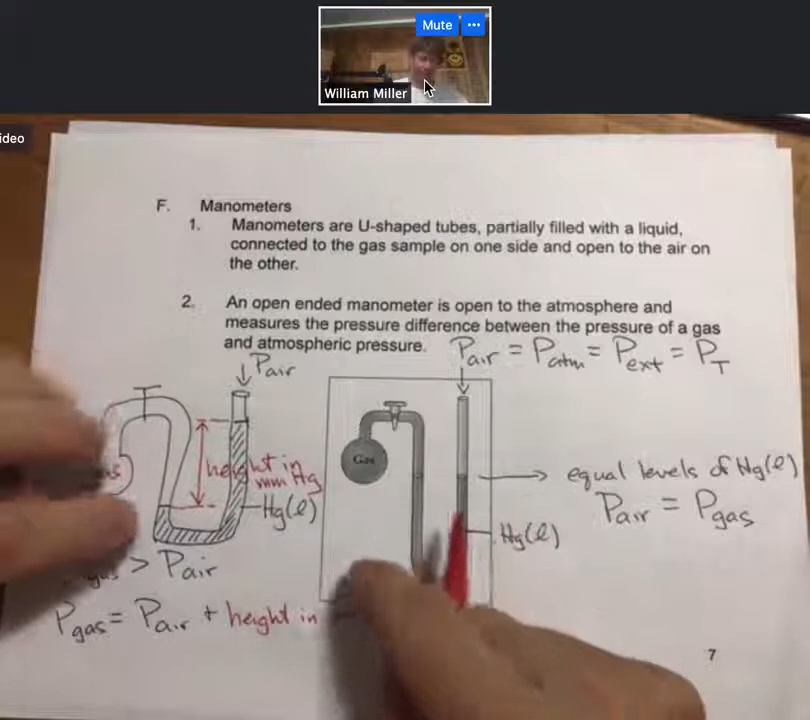 Mute ...
William Miller
ideo
F. Manometers
1. Manometers are U-shaped tubes, partially filled with a liquid,
connected to the gas sample on one side and open to the air on
the other.
2. An open ended manometer is open to the atmosphere and
measures the pressure difference between the pressure of a gas
and atmospheric pressure.
Pair = Patm = Pext = PT
Pair
Gas
height in
mm Hg
Hg(l)
equal levels of Hg(l)
Pair = Pgas
Hg(l)
> Pair
Pgas = Pair + height in
7